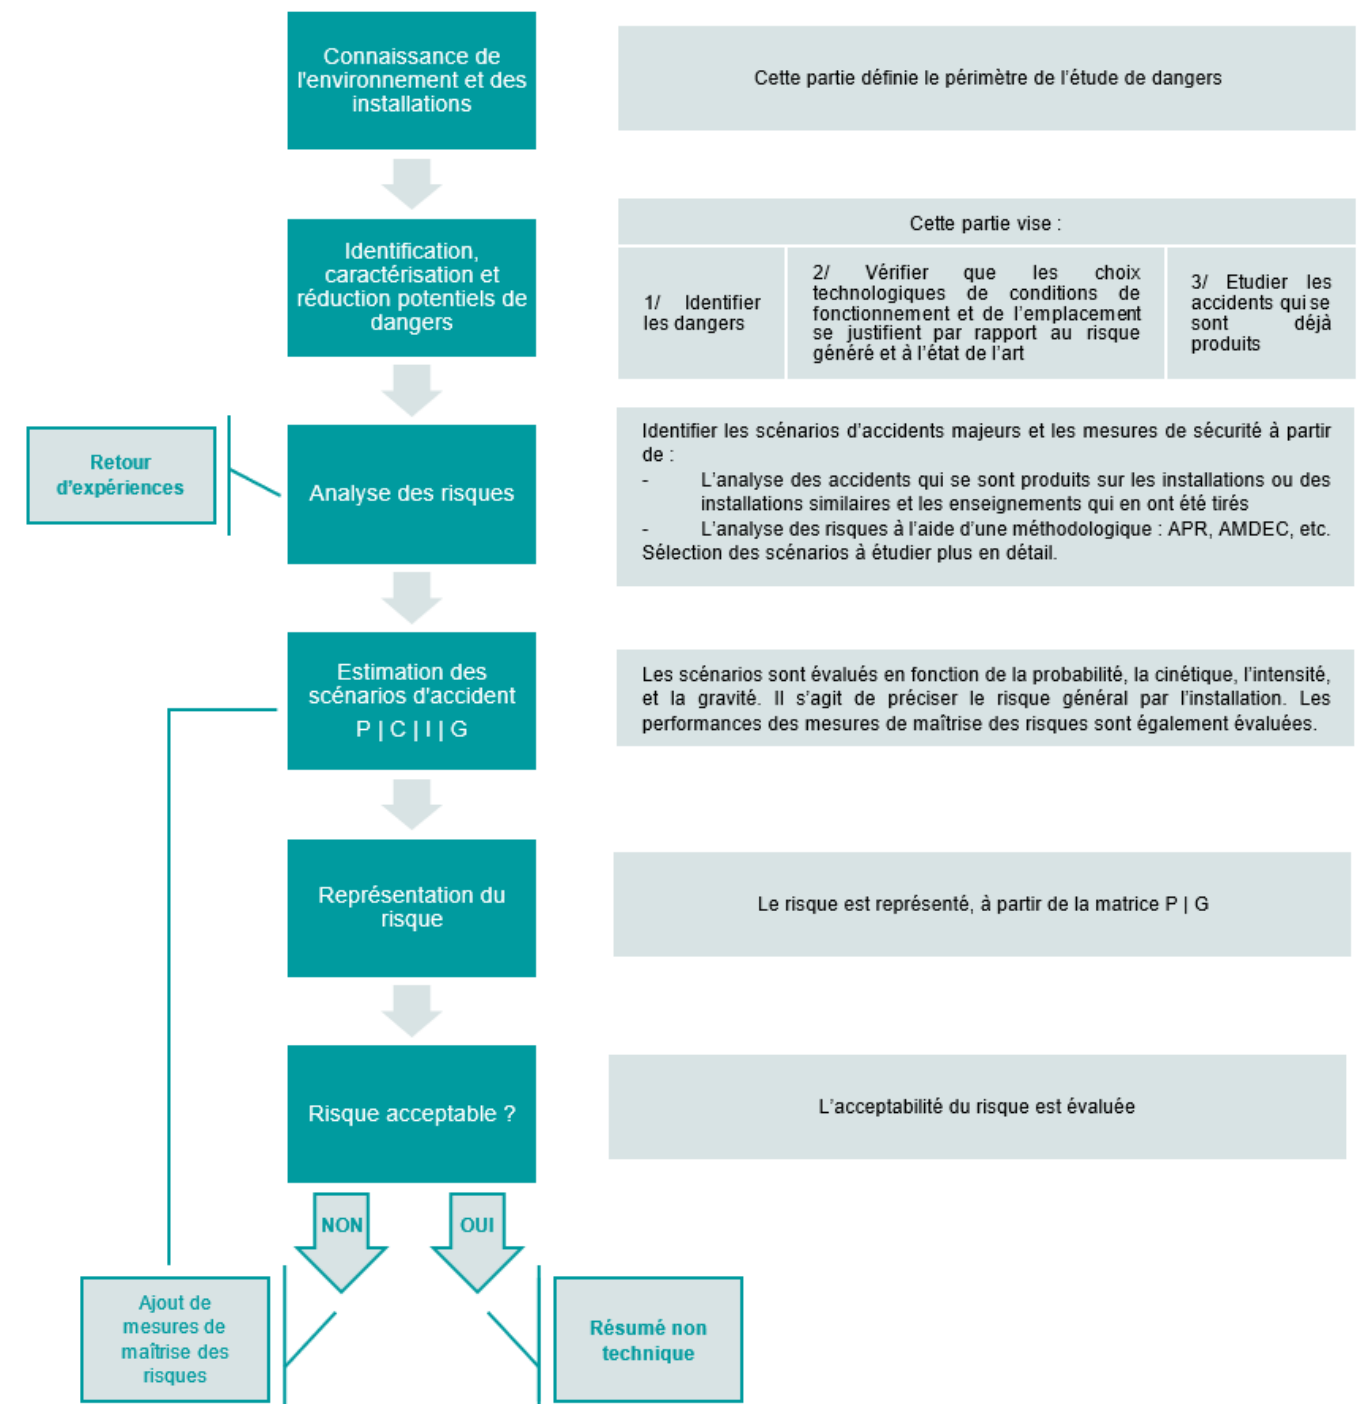 Connaissance de
l'environnement et des
installations
Cette partie définie le périmètre de l'étude de dangers
Identification,
caractérisation et
réduction potentiels de
dangers
Cette partie vise :
1/ Identifier
les dangers
2/ Vérifier que les choix
technologiques de conditions de
fonctionnement et de l'emplacement
se justifient par rapport au risque
généré et à l'état de l'art
3/ Etudier les
accidents qui se
sont déjà
produits
Retour
d'expériences
Analyse des risques
Identifier les scénarios d'accidents majeurs et les mesures de sécurité à partir
de :
- L'analyse des accidents qui se sont produits sur les installations ou des
installations similaires et les enseignements qui en ont été tirés
- L'analyse des risques à l'aide d'une méthodologique : APR, AMDEC, etc.
Sélection des scénarios à étudier plus en détail.
Estimation des
scénarios d'accident
P | C | I | G
Les scénarios sont évalués en fonction de la probabilité, la cinétique, l'intensité,
et la gravité. Il s'agit de préciser le risque général par l'installation. Les
performances des mesures de maîtrise des risques sont également évaluées.
Représentation du
risque
Le risque est représenté, à partir de la matrice P | G
Risque acceptable ?
L'acceptabilité du risque est évaluée
NON
OUI
Ajout de
mesures de
maîtrise des
risques
Résumé non
technique